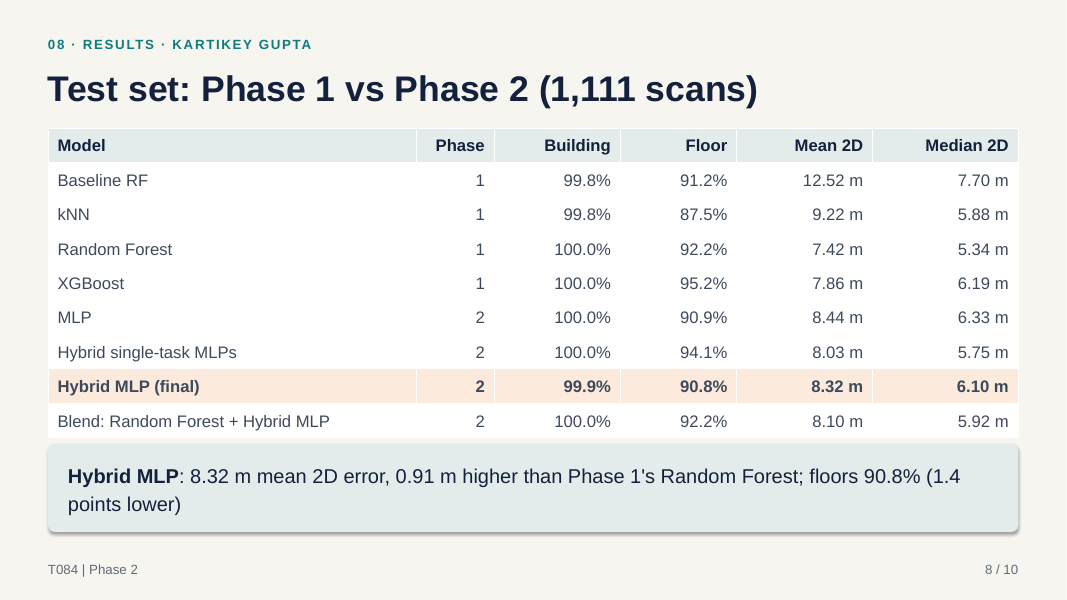 08 · RESULTS · KARTIKEY GUPTA
Test set: Phase 1 vs Phase 2 (1,111 scans)
Model Phase Building Floor Mean 2D Median 2D
Baseline RF 1 99.8% 91.2% 12.52 m 7.70 m
kNN 1 99.8% 87.5% 9.22 m 5.88 m
Random Forest 1 100.0% 92.2% 7.42 m 5.34 m
XGBoost 1 100.0% 95.2% 7.86 m 6.19 m
MLP 2 100.0% 90.9% 8.44 m 6.33 m
Hybrid single-task MLPs 2 100.0% 94.1% 8.03 m 5.75 m
Hybrid MLP (final) 2 99.9% 90.8% 8.32 m 6.10 m
Blend: Random Forest + Hybrid MLP 2 100.0% 92.2% 8.10 m 5.92 m
Hybrid MLP: 8.32 m mean 2D error, 0.91 m higher than Phase 1's Random Forest; floors 90.8% (1.4
points lower)
T084 | Phase 2 8 / 10